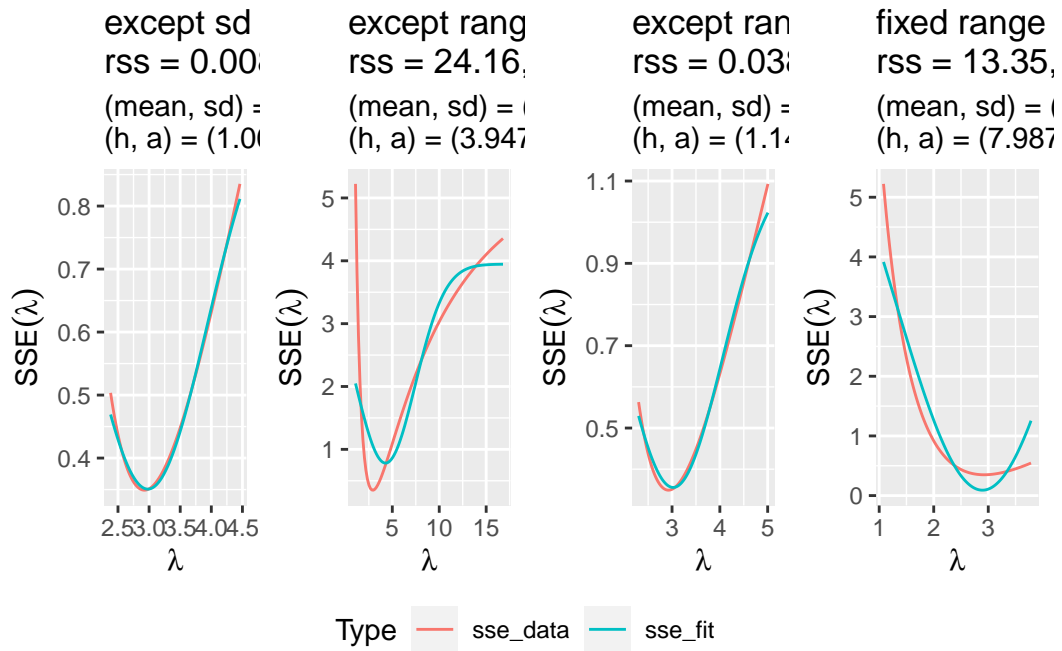 except sd
rss = 0.008
(mean, sd) =
(h, a) = (1.00
except rang
rss = 24.16,
(mean, sd) = (
(h, a) = (3.947
except ran
rss = 0.038
(mean, sd) =
(h, a) = (1.14
fixed range
rss = 13.35,
(mean, sd) = (
(h, a) = (7.987
SSE(λ)
0.8
0.7
0.6
0.5
0.4
2.5 3.0 3.5 4.0 4.5
λ
SSE(λ)
5
4
3
2
1
5 10 15
λ
SSE(λ)
1.1
0.9
0.7
0.5
3 4 5
λ
SSE(λ)
5
4
3
2
1
0
1 2 3
λ
Type sse_data sse_fit